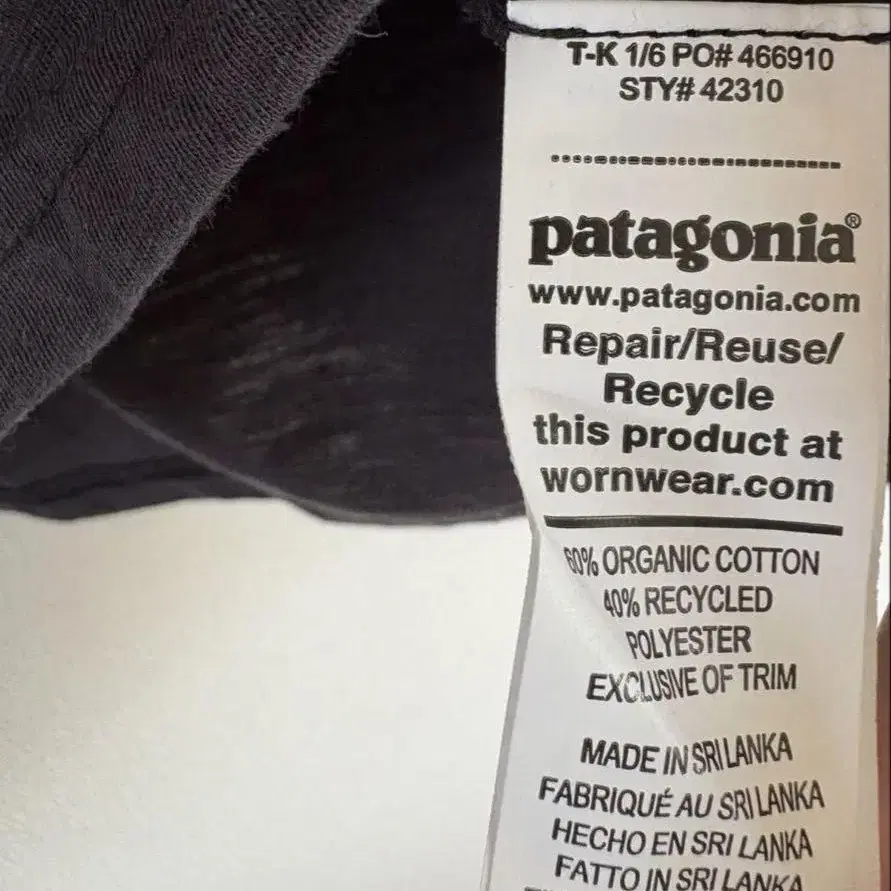 T-K 1/6 PO# 466910
STY# 42310
patagonia®
www.patagonia.com
Repair/Reuse/
Recycle
this product at
wornwear.com
60% ORGANIC COTTON
40% RECYCLED
POLYESTER
EXCLUSIVE OF TRIM
MADE IN SRI LANKA
FABRIQUÉ AU SRI LANKA
HECHO EN SRI LANKA
FATTO IN SRI LANKA